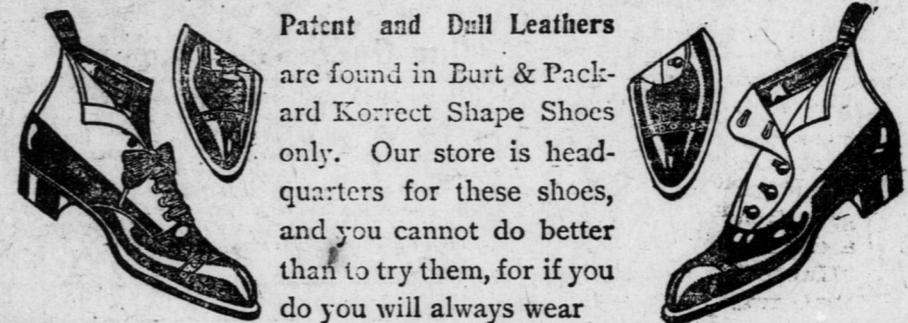 Patent and Dull Leathers
are found in Burt & Pack-
ard Korrect Shape Shoes
only. Our store is head-
quarters for these shoes,
and you cannot do better
than to try them, for if you
do you will always wear